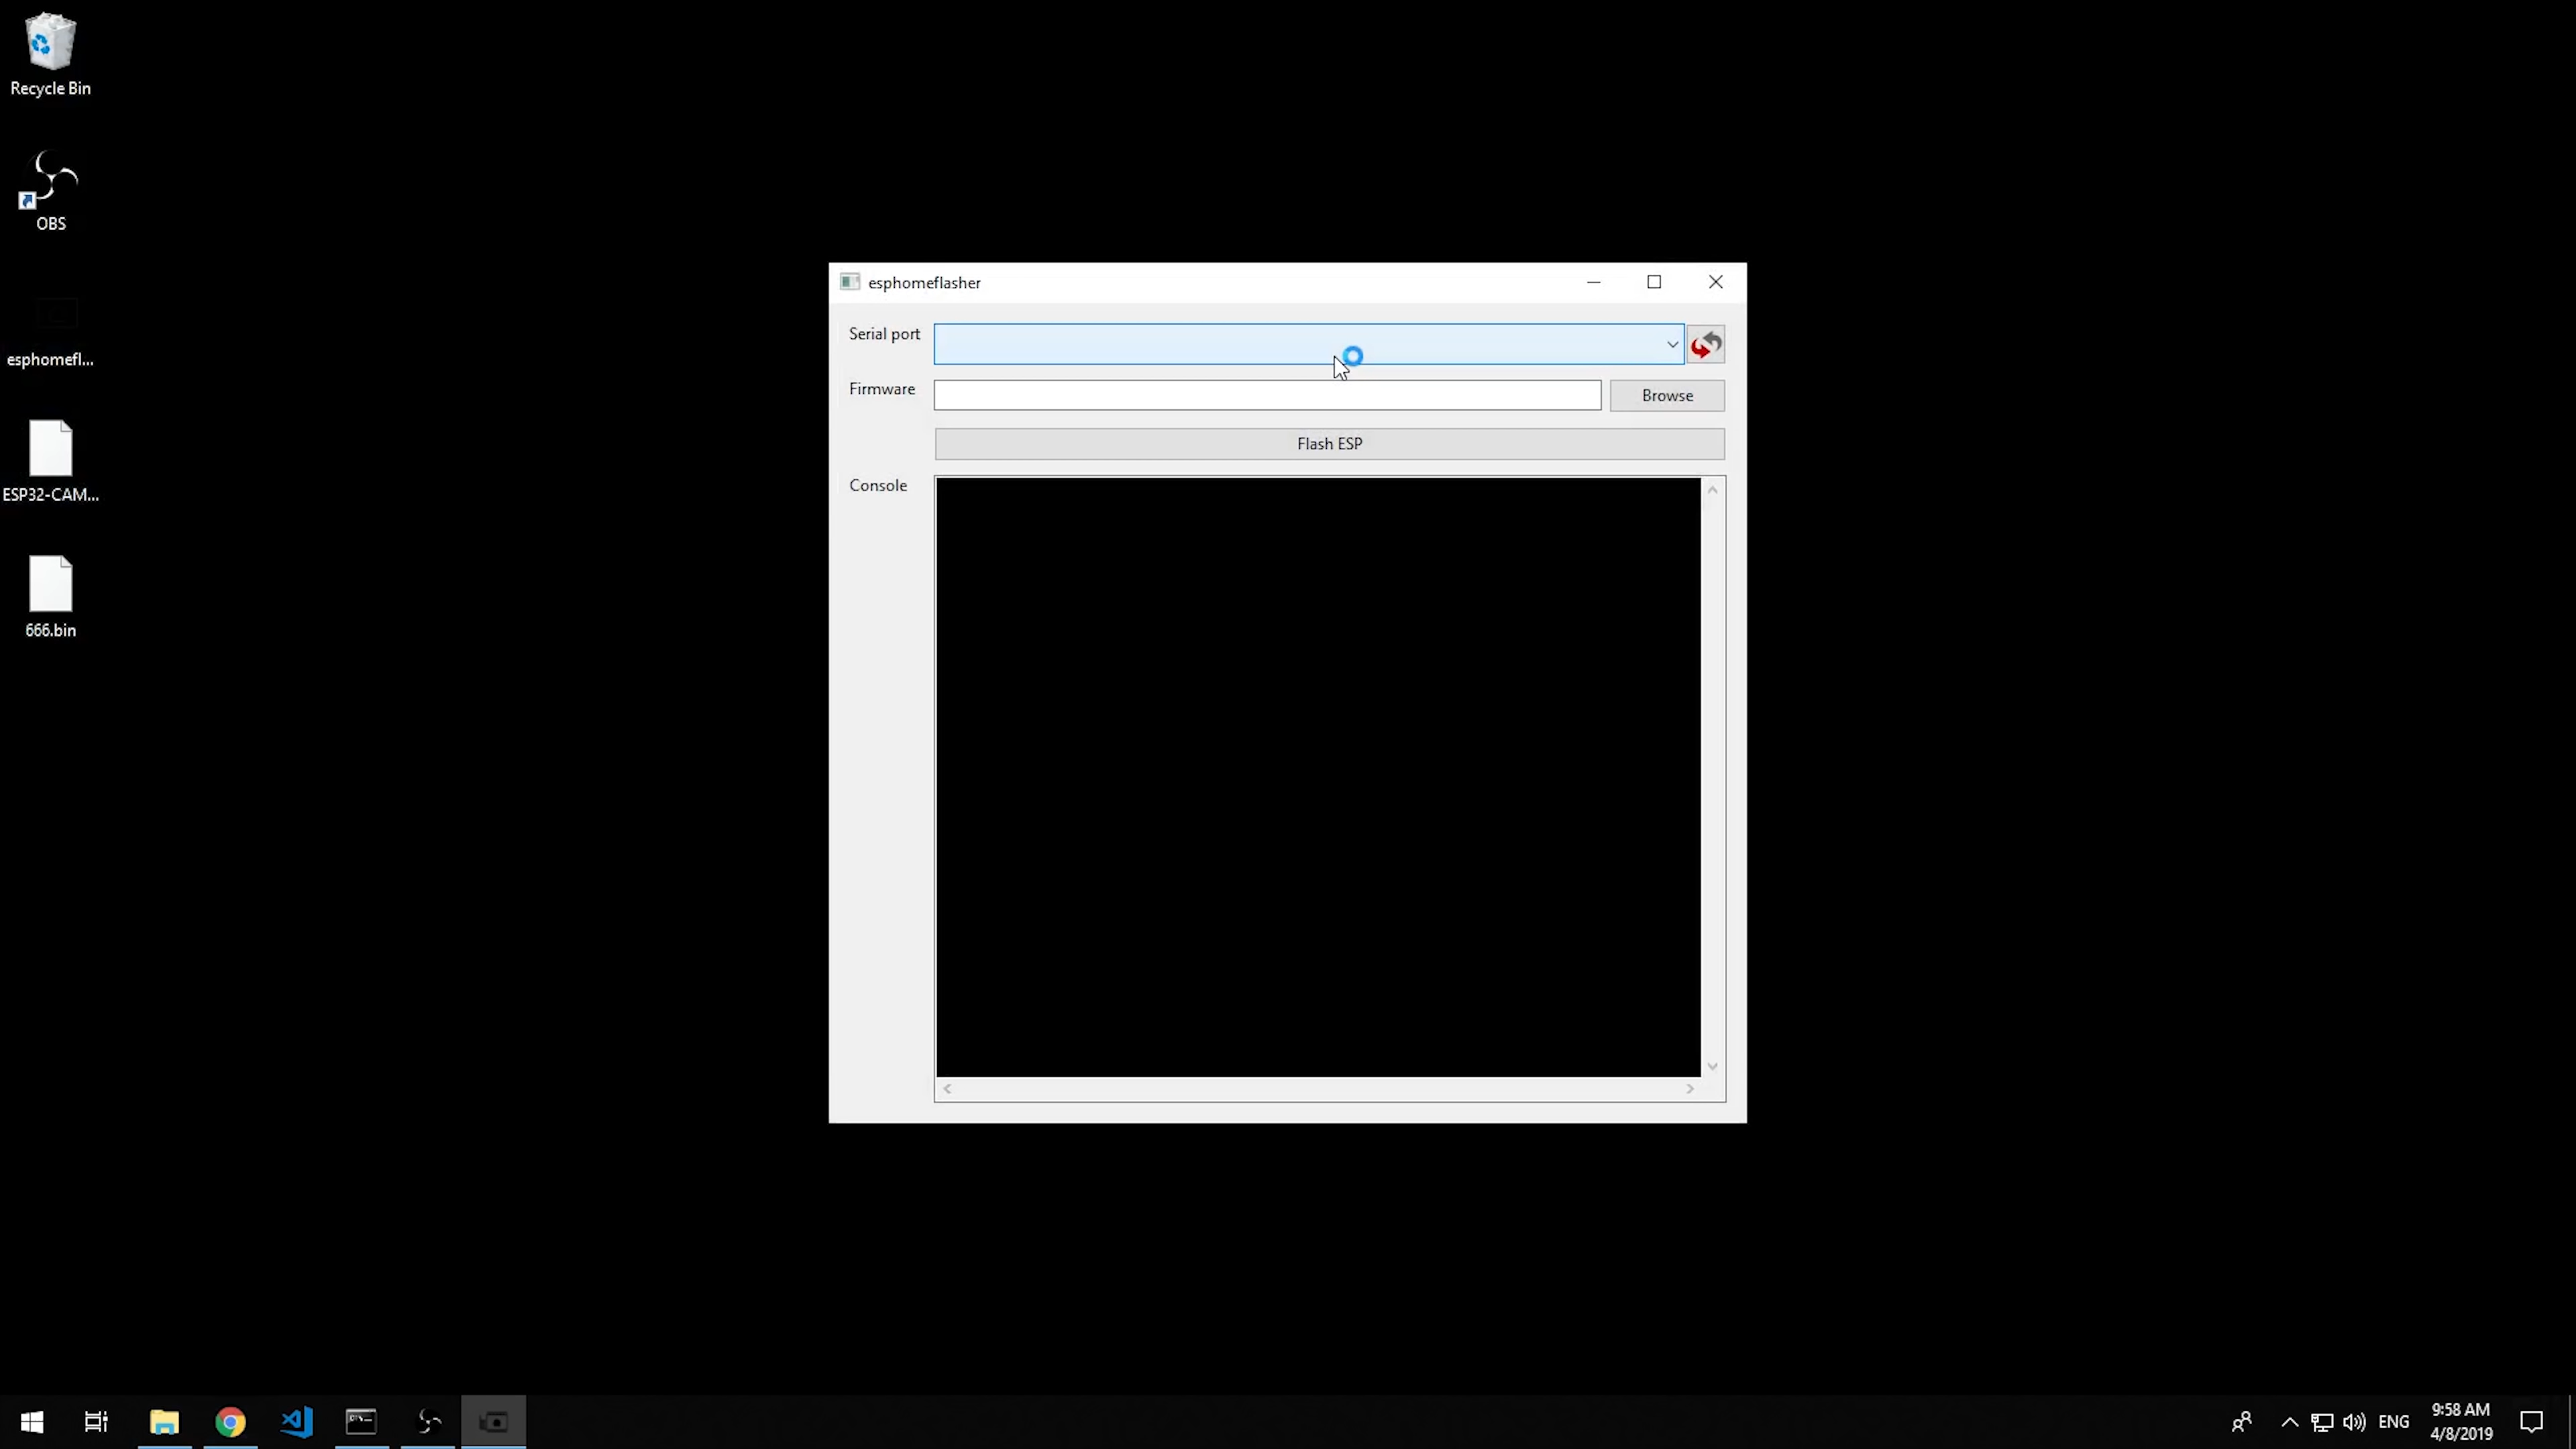 Recycle Bin
OBS
esphomefl...
ESP32-CAM...
666.bin
esphomeflasher
Serial port
Firmware
Browse
Flash ESP
Console
ENG
9:58 AM
4/8/2019